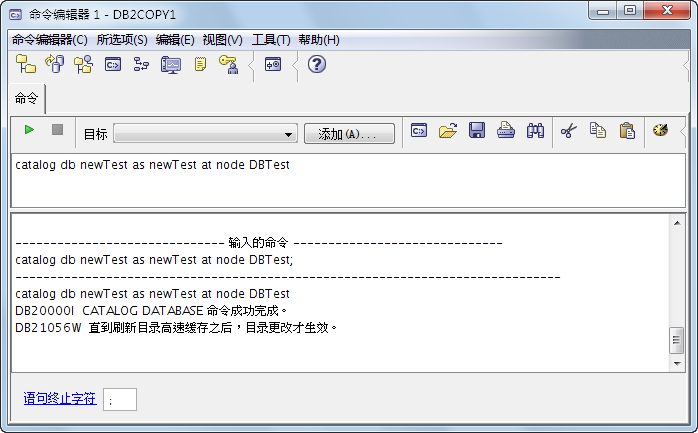 命令编辑器 1 - DB2COPY1
命令编辑器(C) 所选项(S) 编辑(E) 视图(V) 工具(T) 帮助(H)
命令
目标 添加(A)...
catalog db newTest as newTest at node DBTest
------------------------------ 输入的命令 ------------------------------
catalog db newTest as newTest at node DBTest;
------------------------------------------------------------------------------
catalog db newTest as newTest at node DBTest
DB20000I CATALOG DATABASE 命令成功完成。
DB21056W 直到刷新目录高速缓存之后，目录更改才生效。
语句终止字符 ;